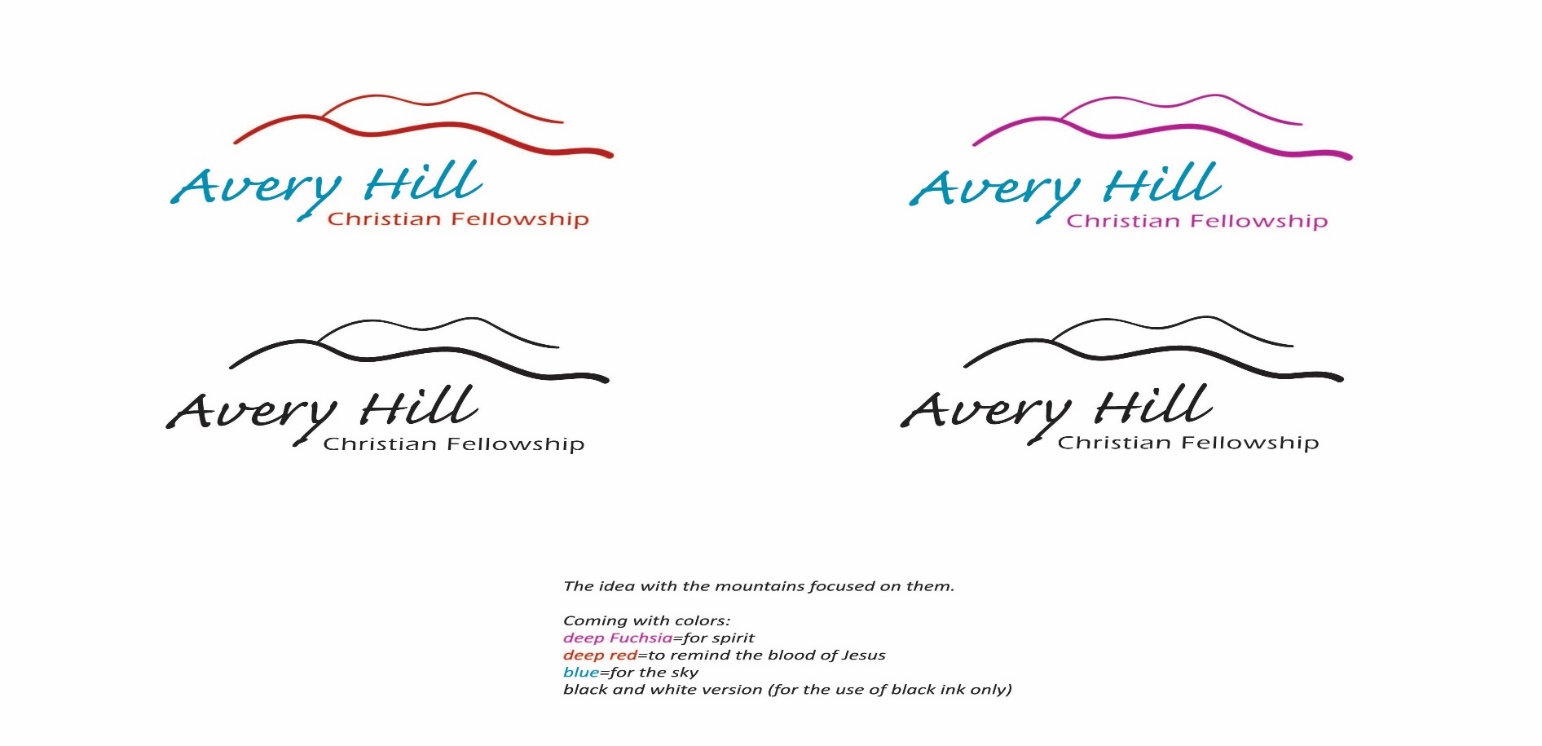 Avery Hill
Christian Fellowship
Avery Hill
Christian Fellowship
Avery Hill
Christian Fellowship
Avery Hill
Christian Fellowship
The idea with the mountains focused on them.
Coming with colors:
deep Fuchsia=for spirit
deep red=to remind the blood of Jesus
blue=for the sky
black and white version (for the use of black ink only)